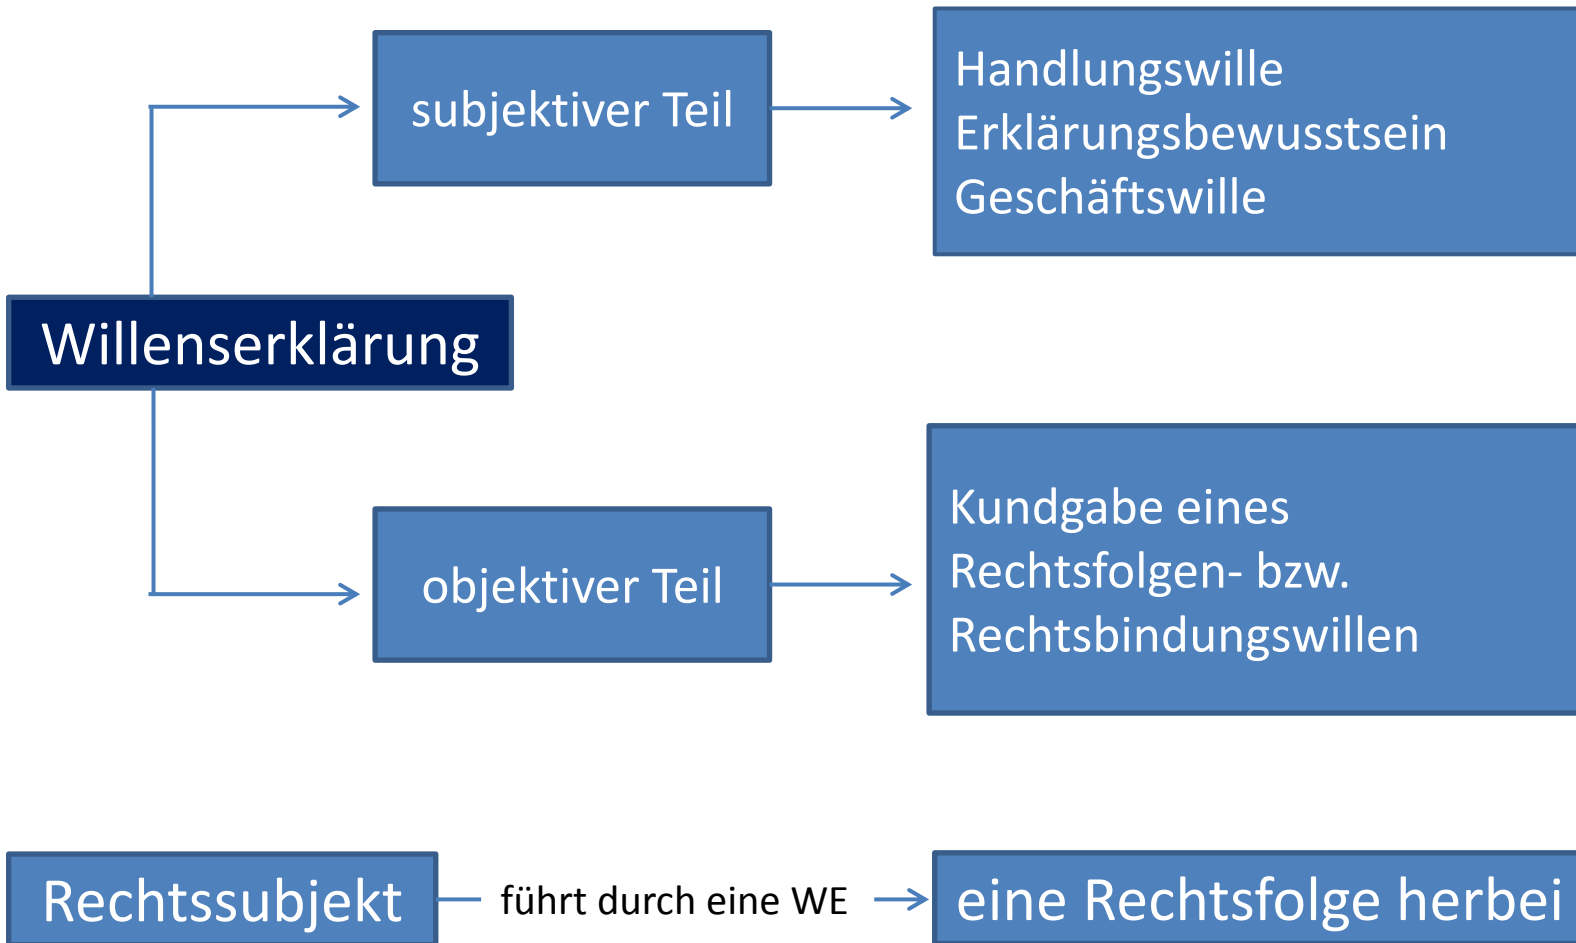 subjektiver Teil
Handlungswille
Erklärungsbewusstsein
Geschäftswille
Willenserklärung
objektiver Teil
Kundgabe eines
Rechtsfolgen- bzw.
Rechtsbindungswillen
Rechtssubjekt
führt durch eine WE
eine Rechtsfolge herbei